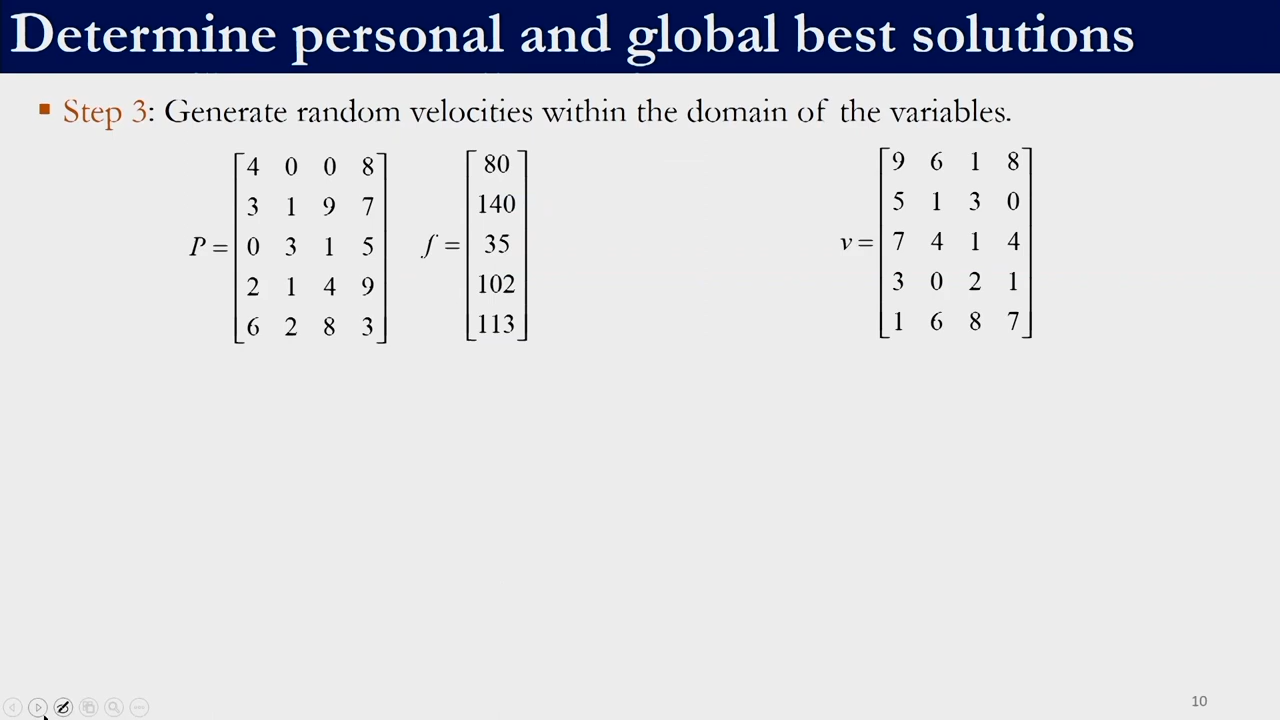 Determine personal and global best solutions
▪ Step 3: Generate random velocities within the domain of the variables.
P = [4 0 0 8
3 1 9 7
0 3 1 5
2 1 4 9
6 2 8 3]
f = [80
140
35
102
113]
v = [9 6 1 8
5 1 3 0
7 4 1 4
3 0 2 1
1 6 8 7]
10